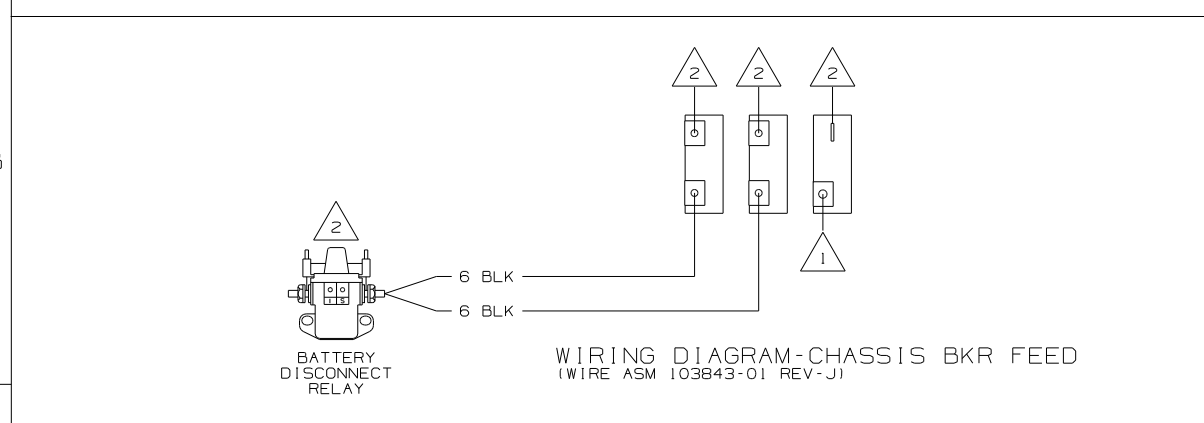 2 2 2
2
1
6 BLK
I S
6 BLK
BATTERY
DISCONNECT
RELAY
WIRING DIAGRAM-CHASSIS BKR FEED
(WIRE ASM 103843-01 REV-J)